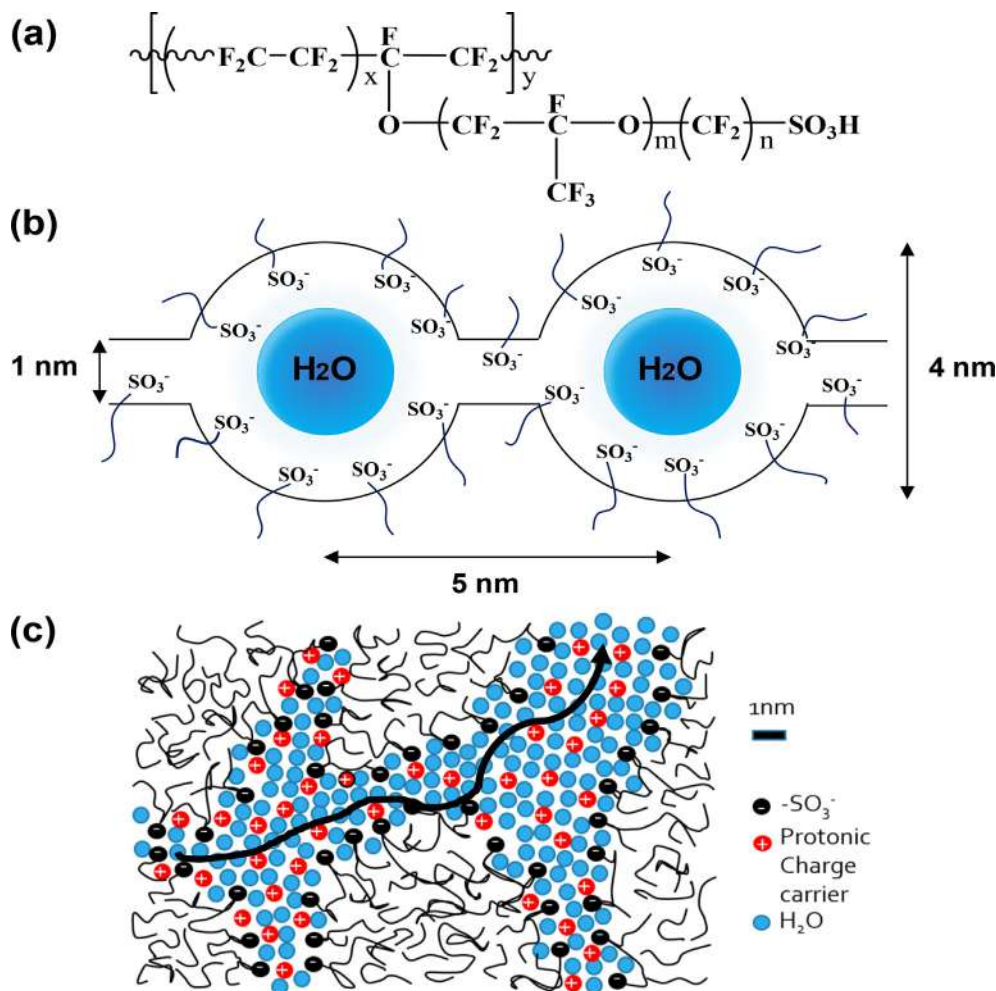 (a)
F
F₂C—CF₂ x C—CF₂ y
F
O—(CF₂—C—O)m(CF₂)n—SO₃H
CF₃
(b)
SO₃⁻ SO₃⁻ SO₃⁻ SO₃⁻
SO₃⁻ SO₃⁻ SO₃⁻ SO₃⁻
SO₃⁻ SO₃⁻
1 nm H₂O H₂O 4 nm
SO₃⁻ SO₃⁻ SO₃⁻ SO₃⁻
SO₃⁻ SO₃⁻ SO₃⁻
SO₃⁻ SO₃⁻ SO₃⁻ SO₃⁻
5 nm
(c)
1nm
-SO₃⁻
Protonic
Charge
carrier
H₂O